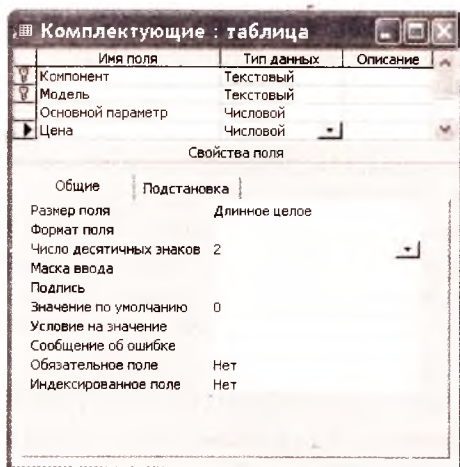 Комплектующие : таблица
Имя поля Тип данных Описание
Компонент Текстовый
Модель Текстовый
Основной параметр Числовой
Цена Числовой
Свойства поля
Общие Подстановка
Размер поля Длинное целое
Формат поля
Число десятичных знаков 2
Маска ввода
Подпись
Значение по умолчанию 0
Условие на значение
Сообщение об ошибке
Обязательное поле Нет
Индексированное поле Нет